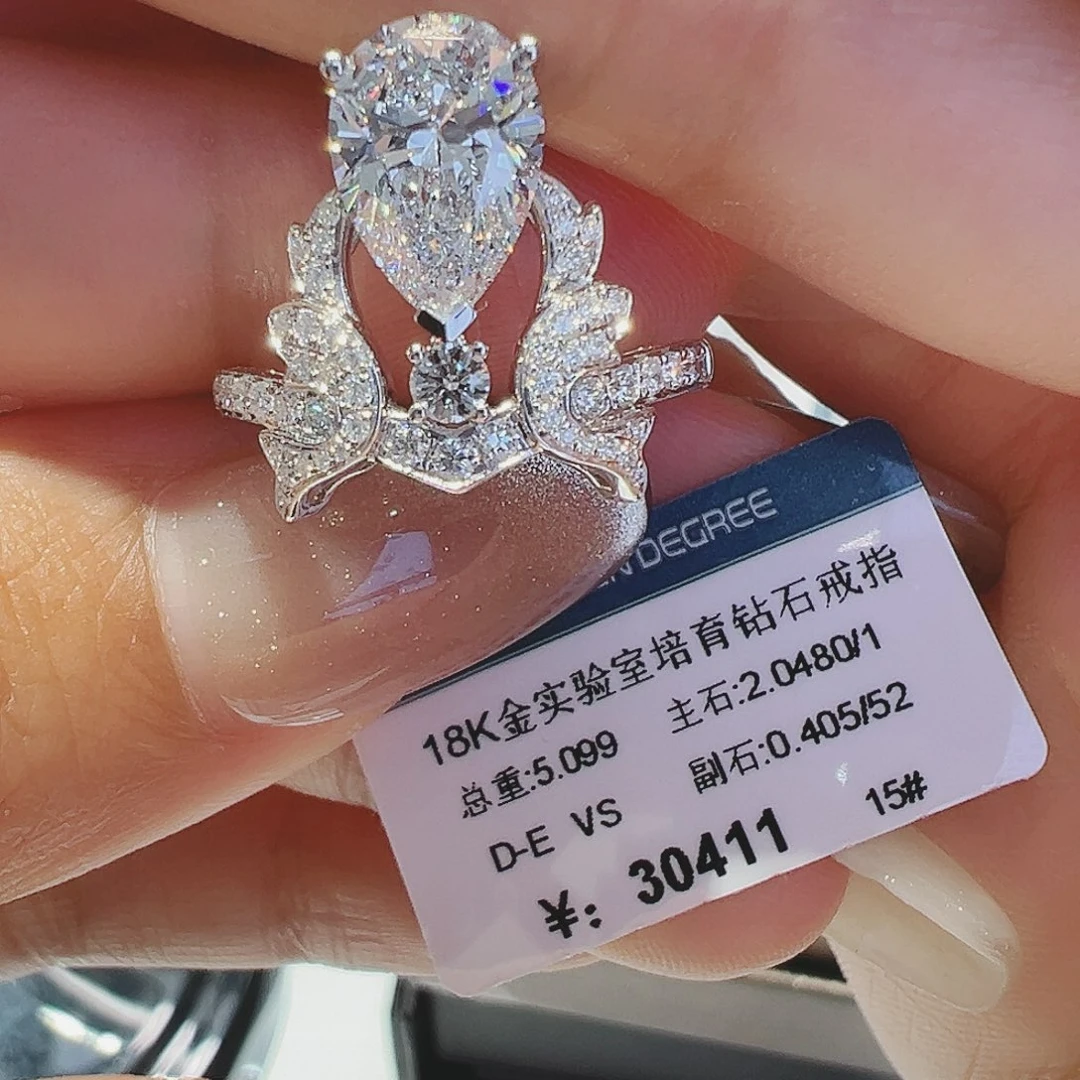 DEGREE
18K金实验室培育钻石戒指
总重:5.099 主石:2.0480/1
D-E VS 副石:0.405/52
¥: 30411 15#